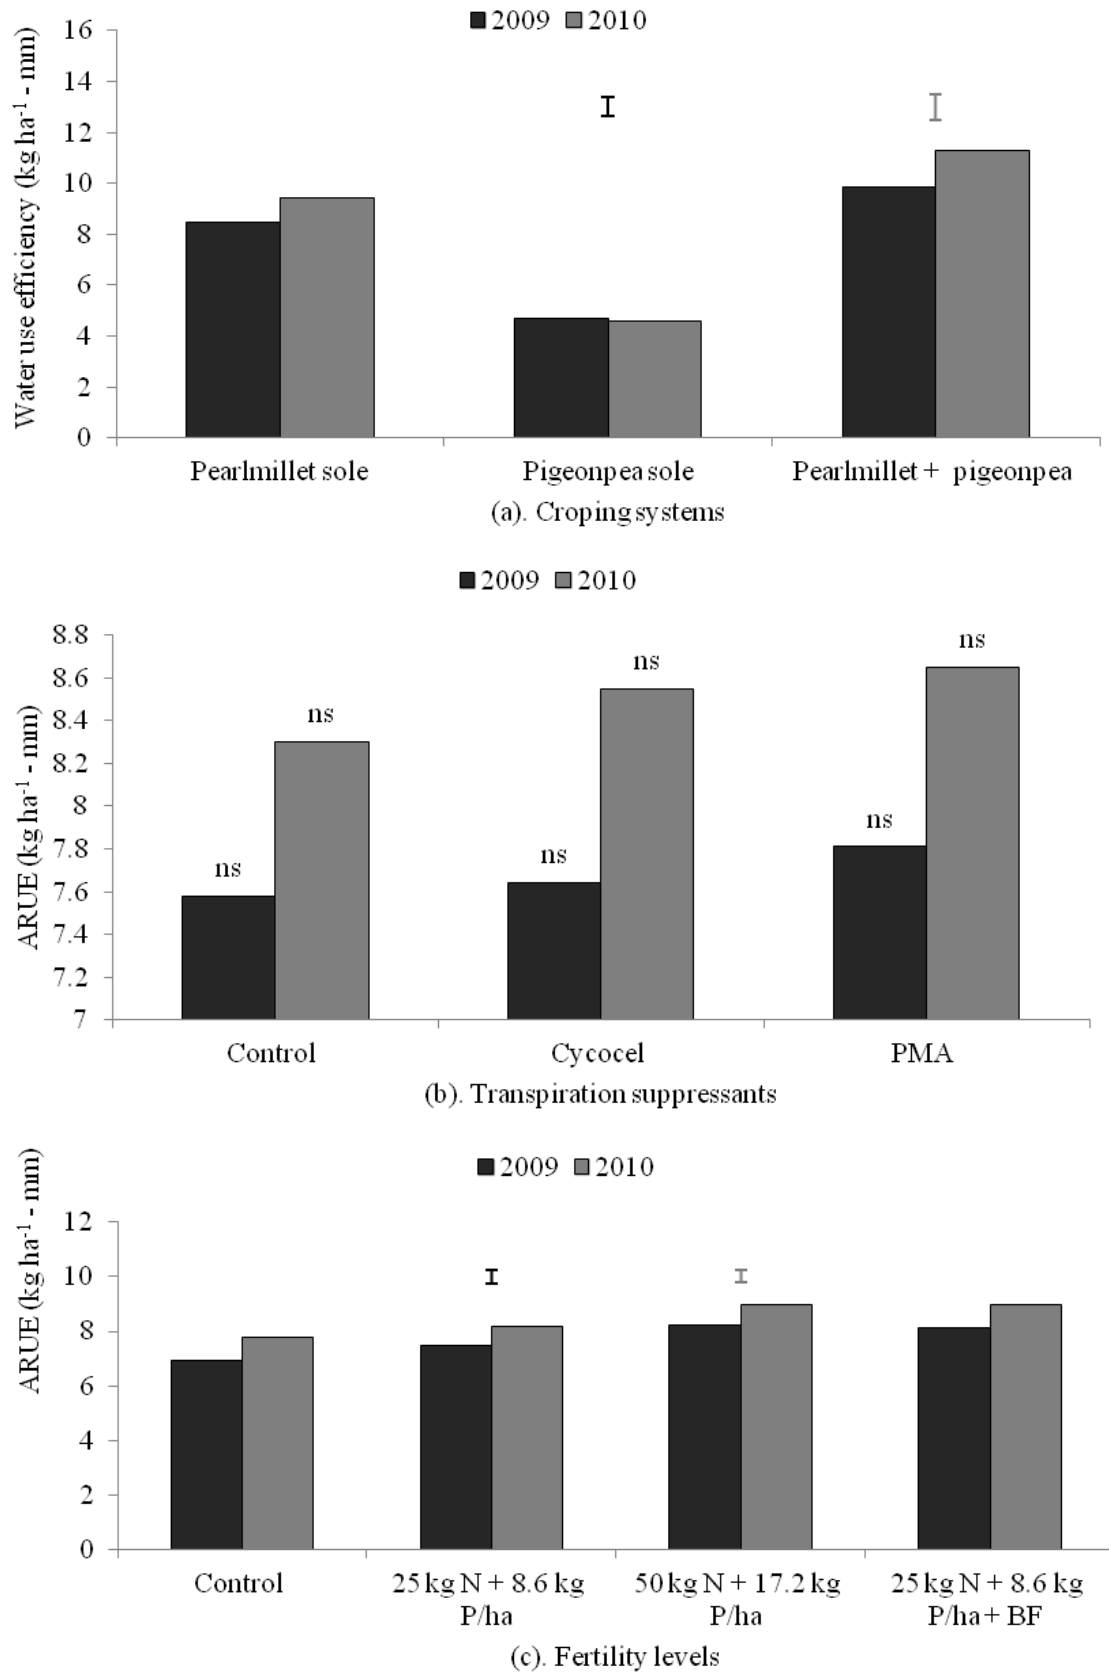 2009 2010
16
14
12
10
8
6
4
2
0
Water use efficiency (kg ha⁻¹ - mm)
Pearlmillet sole Pigeonpea sole Pearlmillet + pigeonpea
(a). Croping systems
2009 2010
8.8
8.6
8.4
8.2
8
7.8
7.6
7.4
7.2
7
ARUE (kg ha⁻¹ - mm)
ns ns ns ns ns ns
Control Cycocel PMA
(b). Transpiration suppressants
2009 2010
12
10
8
6
4
2
0
ARUE (kg ha⁻¹ - mm)
Control 25 kg N + 8.6 kg 50 kg N + 17.2 kg 25 kg N + 8.6 kg
P/ha P/ha P/ha + BF
(c). Fertility levels